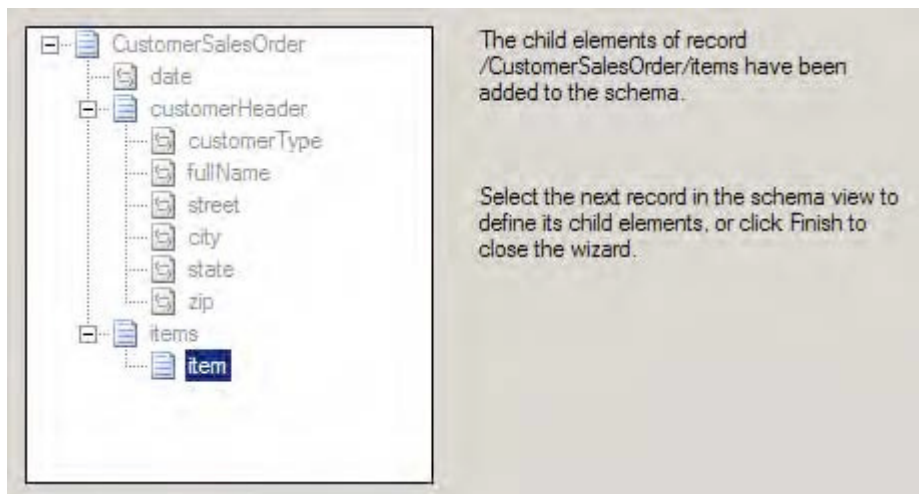 CustomerSalesOrder
date
customerHeader
customerType
fullName
street
city
state
zip
items
item
The child elements of record
/CustomerSalesOrder/items have been
added to the schema.
Select the next record in the schema view to
define its child elements, or click Finish to
close the wizard.